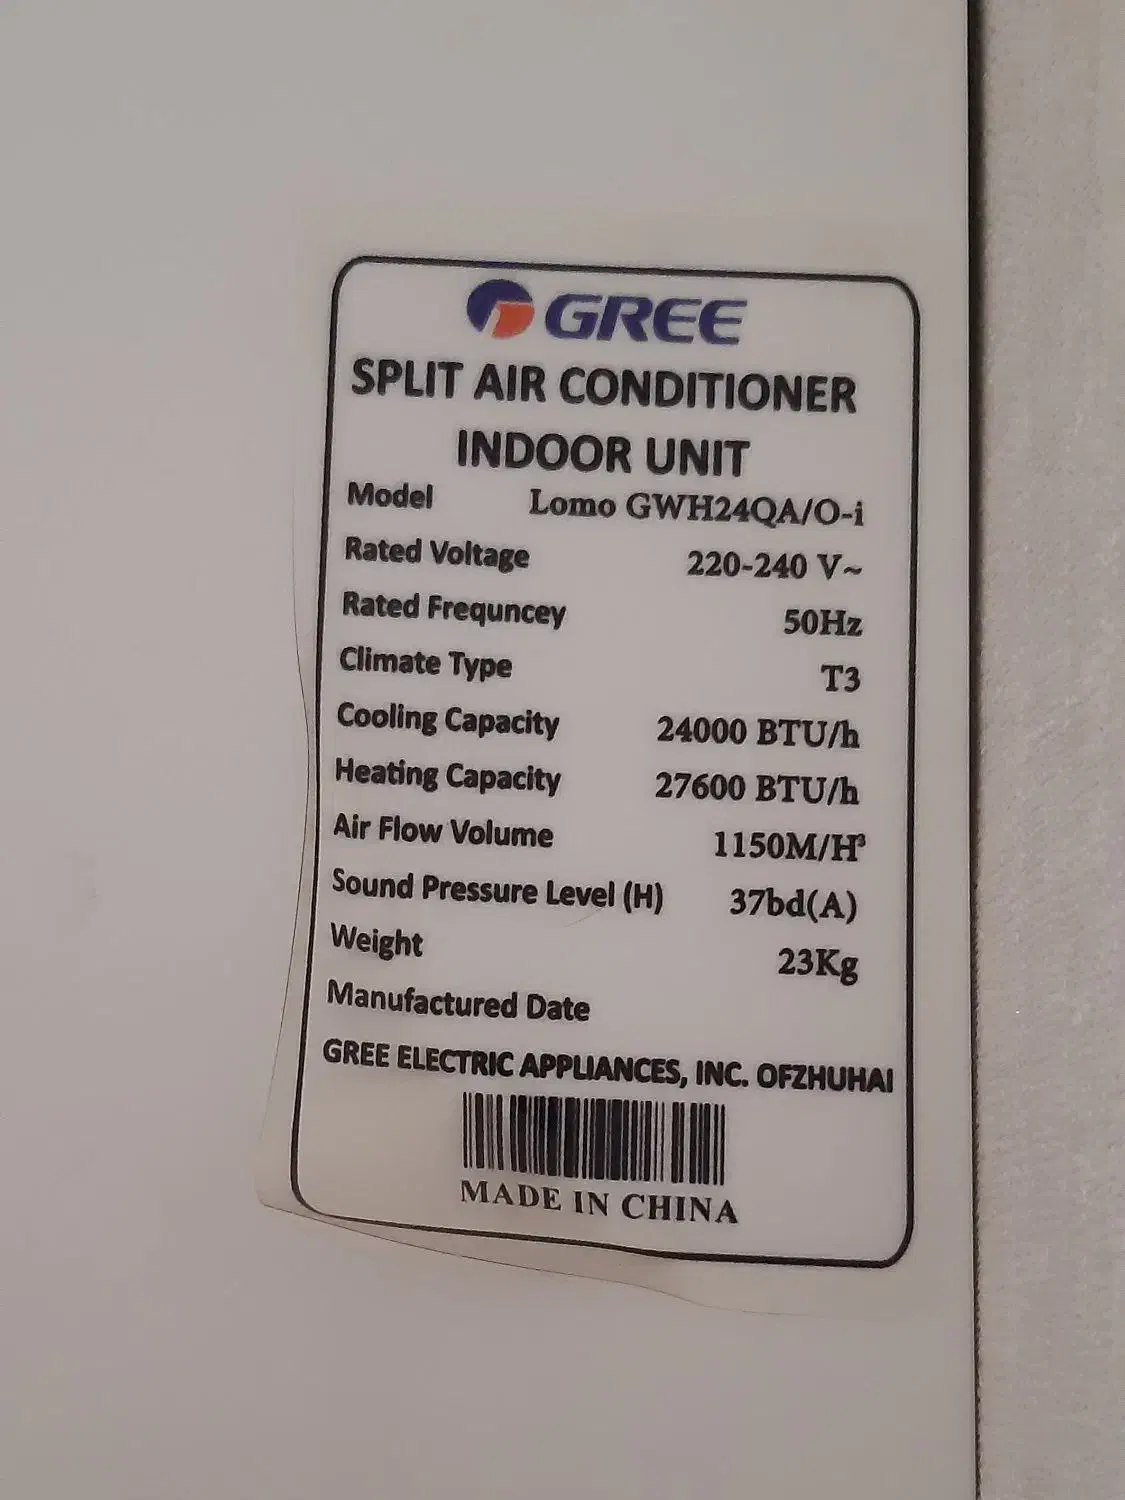 GREE
SPLIT AIR CONDITIONER
INDOOR UNIT
Model Lomo GWH24QA/O-i
Rated Voltage 220-240 V~
Rated Frequncey 50Hz
Climate Type T3
Cooling Capacity 24000 BTU/h
Heating Capacity 27600 BTU/h
Air Flow Volume 1150M/H³
Sound Pressure Level (H) 37bd(A)
Weight 23Kg
Manufactured Date
GREE ELECTRIC APPLIANCES, INC. OFZHUHAI
MADE IN CHINA